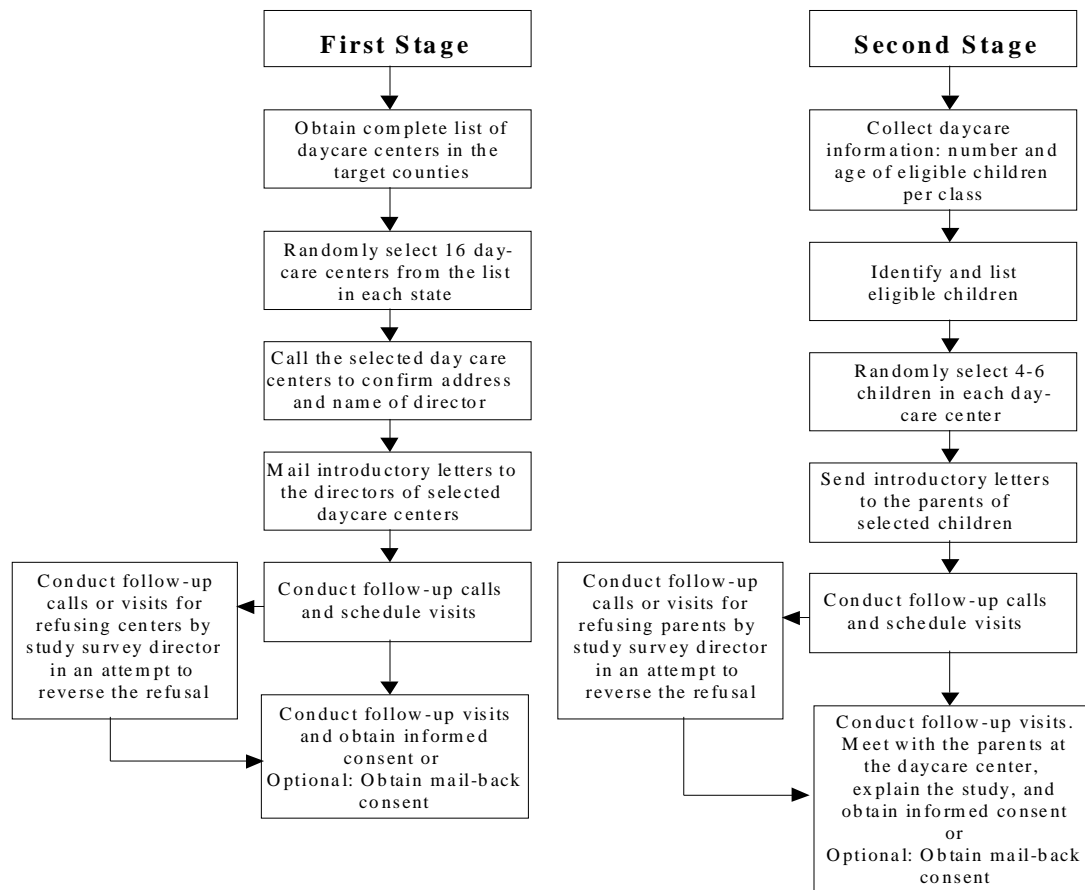 First Stage
Obtain complete list of
daycare centers in the
target counties
Randomly select 16 day-
care centers from the list
in each state
Call the selected day care
centers to confirm address
and name of director
Mail introductory letters to
the directors of selected
daycare centers
Conduct follow-up calls
and schedule visits
Conduct follow-up
calls or visits for
refusing centers by
study survey director
in an attempt to
reverse the refusal
Conduct follow-up visits
and obtain informed
consent or
Optional: Obtain mail-back
consent
Second Stage
Collect daycare
information: number and
age of eligible children
per class
Identify and list
eligible children
Randomly select 4-6
children in each day-
care center
Send introductory letters
to the parents of
selected children
Conduct follow-up calls
and schedule visits
Conduct follow-up
calls or visits for
refusing parents by
study survey director
in an attempt to
reverse the refusal
Conduct follow-up visits.
Meet with the parents at
the daycare center,
explain the study, and
obtain informed consent
or
Optional: Obtain mail-back
consent